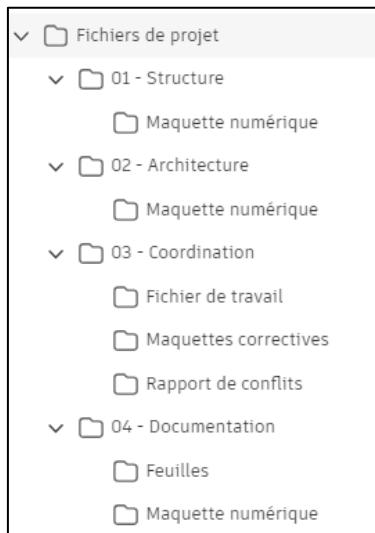 Fichiers de projet
01 - Structure
Maquette numérique
02 - Architecture
Maquette numérique
03 - Coordination
Fichier de travail
Maquettes correctives
Rapport de conflits
04 - Documentation
Feuilles
Maquette numérique